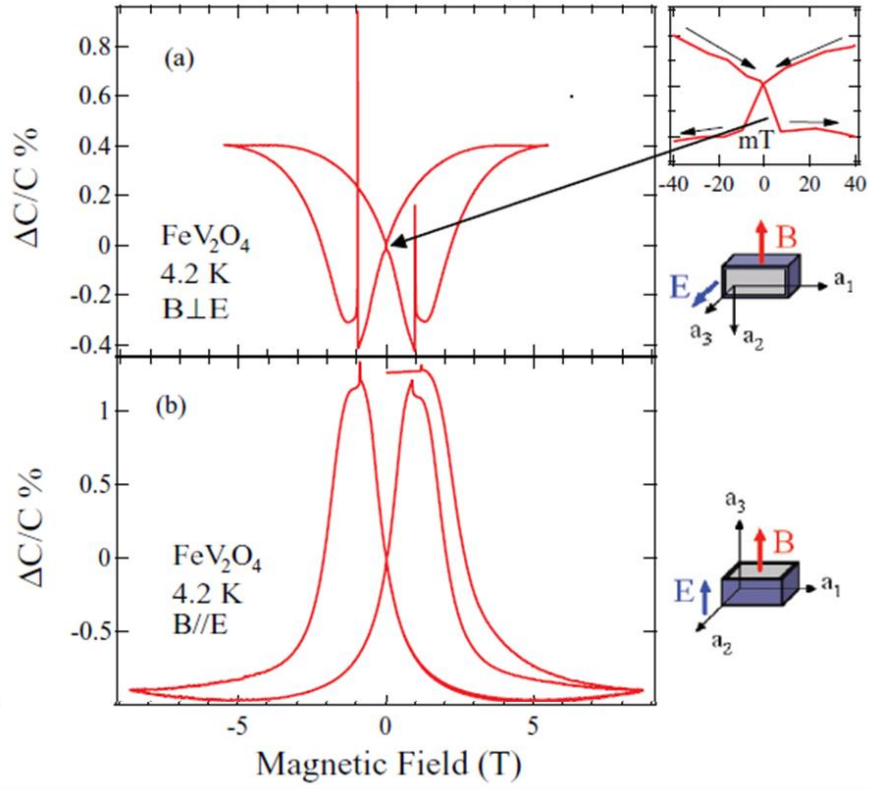 (a)
ΔC/C %
0.8
0.6
0.4
0.2
0
-0.2
-0.4
FeV₂O₄
4.2 K
B⊥E
mT
-40 -20 0 20 40
B
E
a₁
a₃
a₂
(b)
ΔC/C %
1
0.5
0
-0.5
FeV₂O₄
4.2 K
B//E
-5 0 5
Magnetic Field (T)
a₃
B
E
a₁
a₂